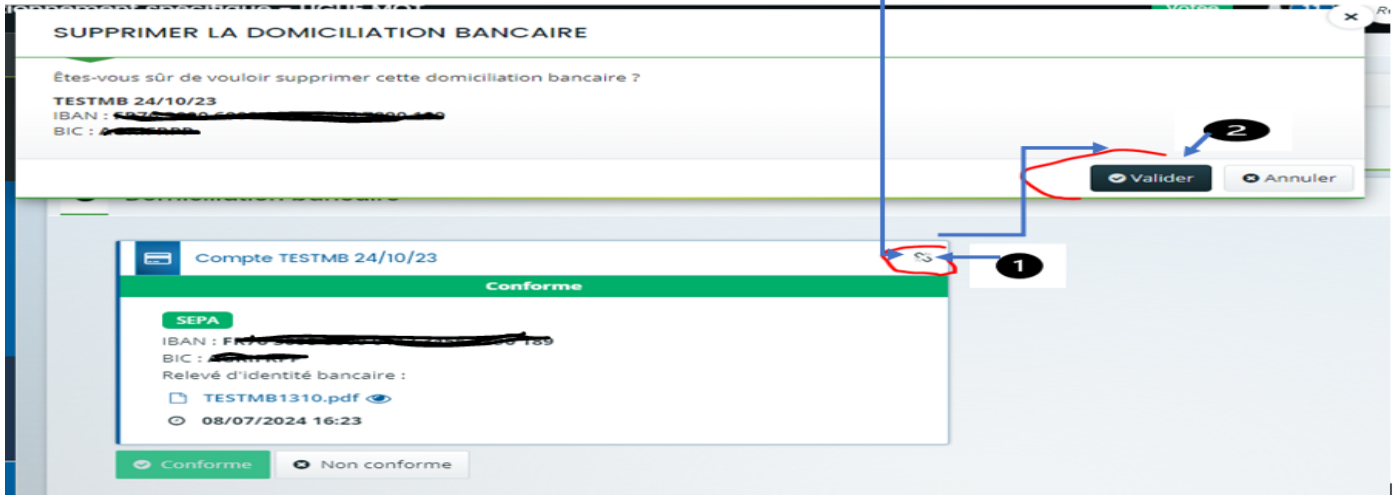 SUPPRIMER LA DOMICILIATION BANCAIRE
Êtes-vous sûr de vouloir supprimer cette domiciliation bancaire ?
TESTMB 24/10/23
IBAN :
BIC :
2
Valider
Annuler
Compte TESTMB 24/10/23
1
Conforme
SEPA
IBAN :
BIC :
Relevé d'identité bancaire :
TESTMB1310.pdf
08/07/2024 16:23
Conforme
Non conforme